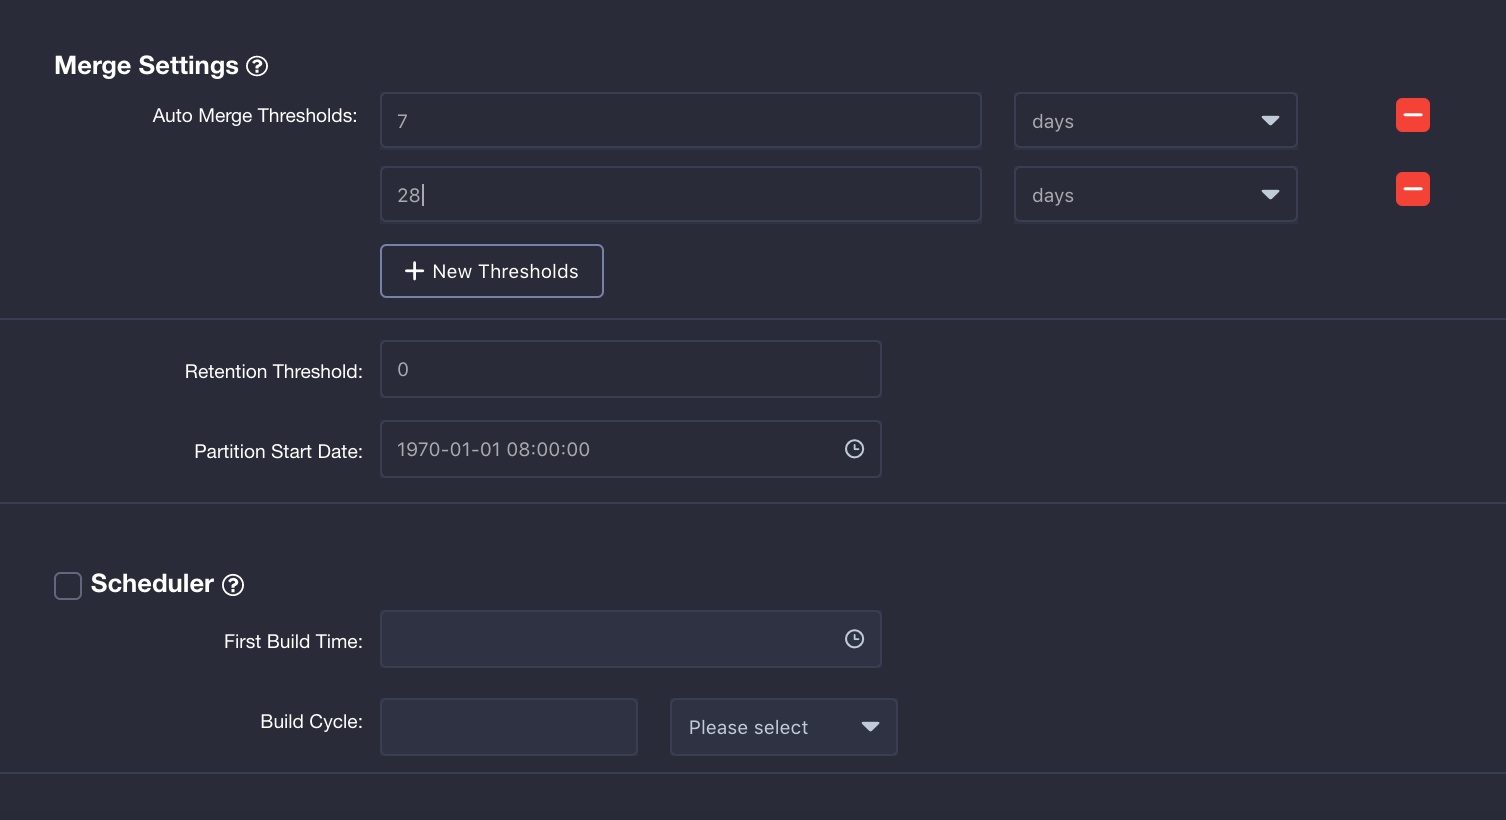 Merge Settings ?
Auto Merge Thresholds: 7 days
28 days
+ New Thresholds
Retention Threshold: 0
Partition Start Date: 1970-01-01 08:00:00
Scheduler ?
First Build Time:
Build Cycle: Please select